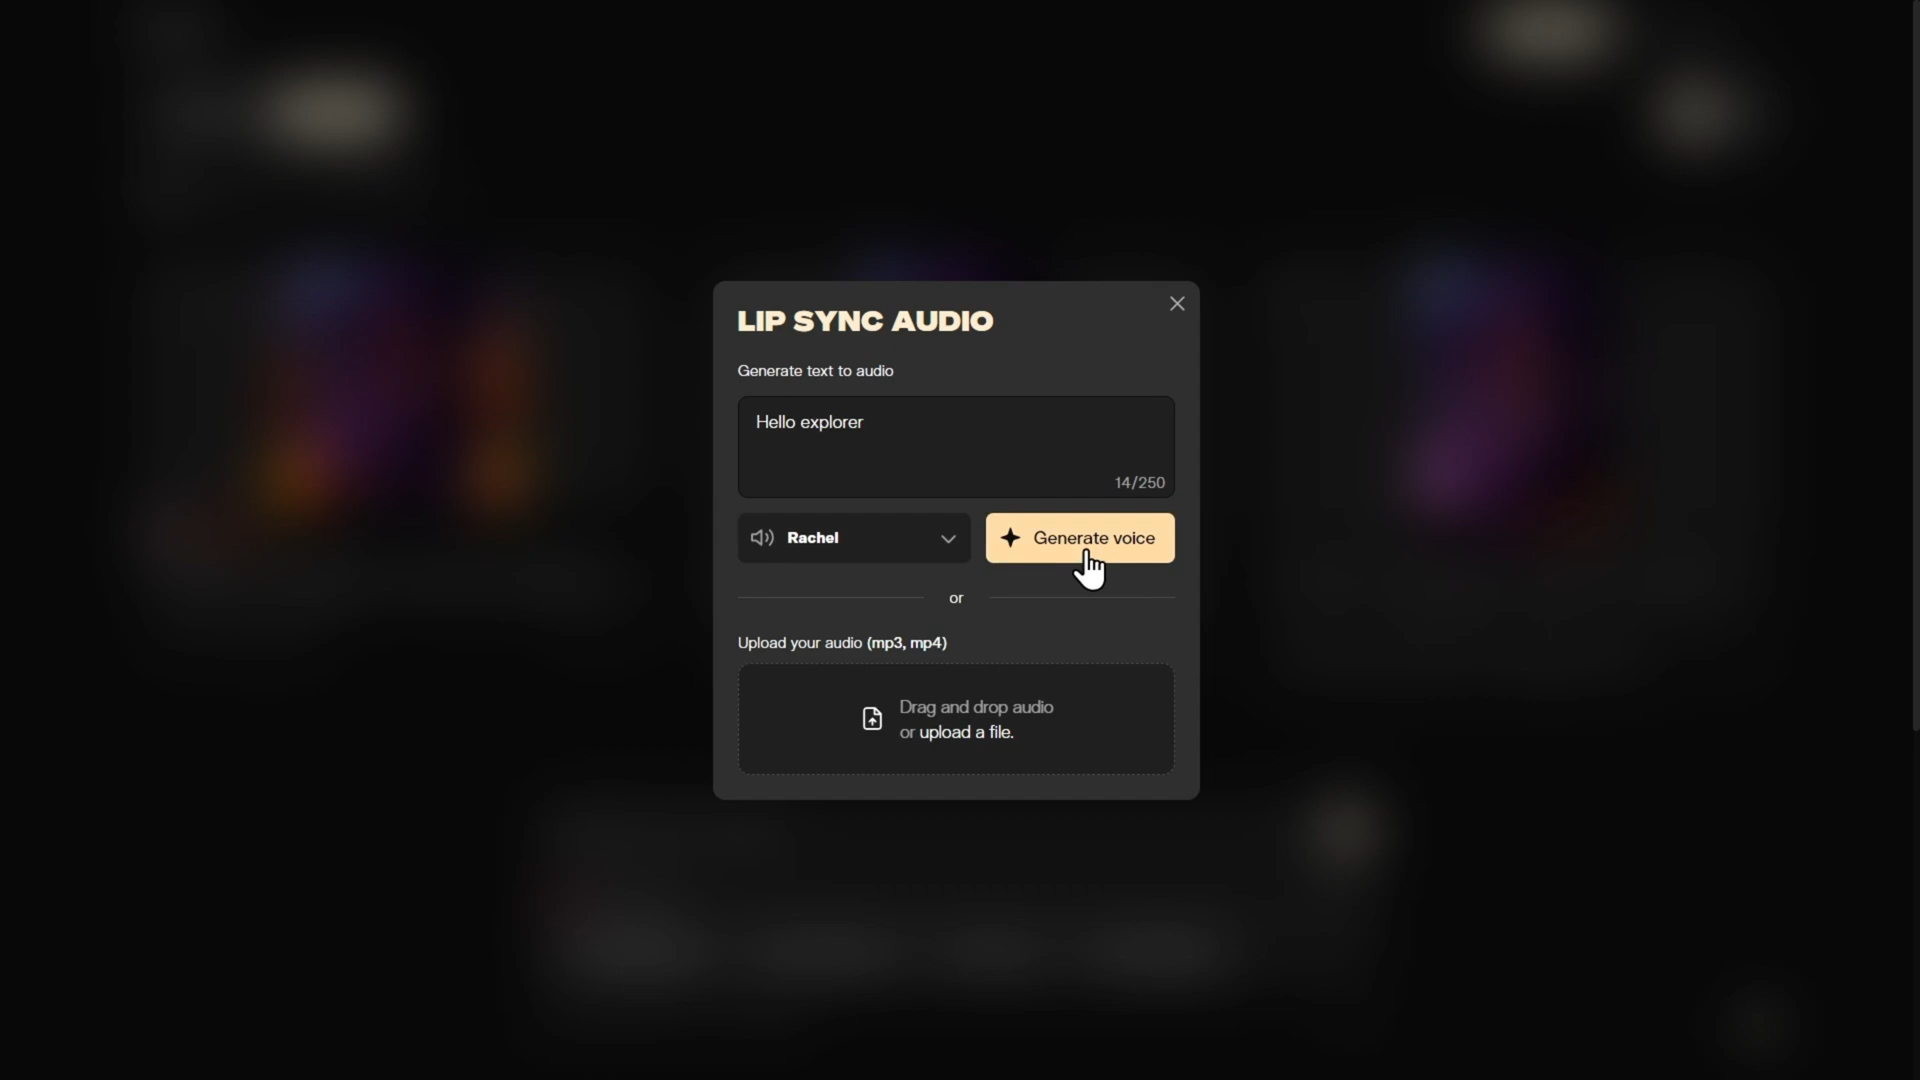 LIP SYNC AUDIO
Generate text to audio
Hello explorer
14/250
Rachel
Generate voice
or
Upload your audio (mp3, mp4)
Drag and drop audio
or upload a file.